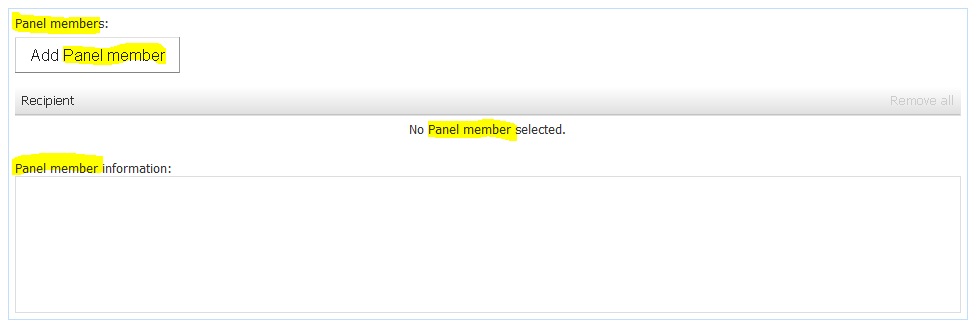 Panel members:
Add Panel member
Recipient Remove all
No Panel member selected.
Panel member information: